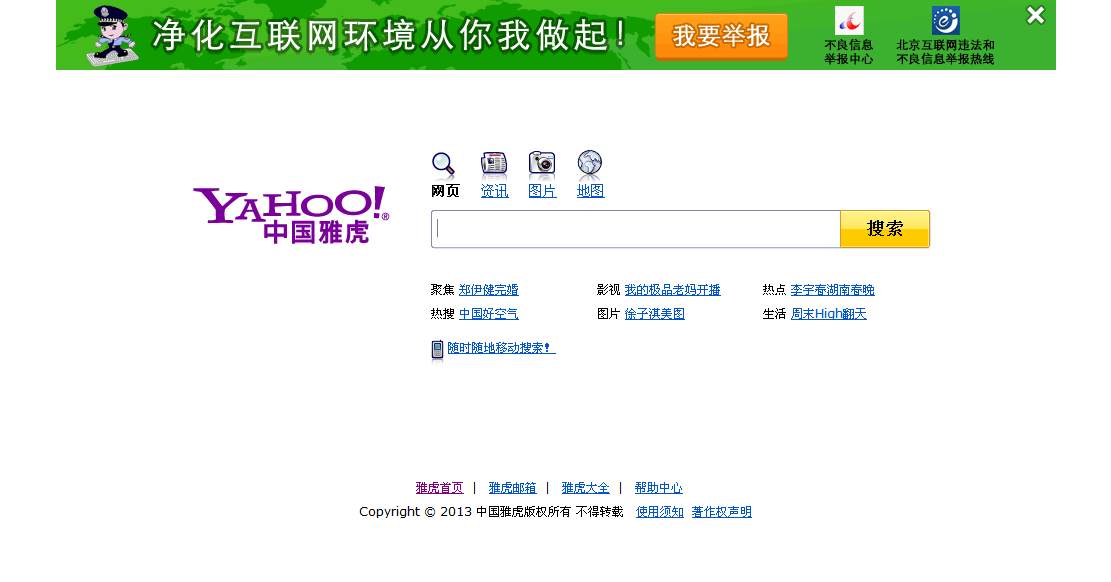 净化互联网环境从你我做起！
我要举报
不良信息
举报中心
北京互联网违法和
不良信息举报热线
YAHOO!®
中国雅虎
网页 资讯 图片 地图
搜索
聚焦 郑伊健完婚 影视 我的极品老妈开播 热点 李宇春湖南春晚
热搜 中国好空气 图片 徐子淇美图 生活 周末High翻天
随时随地移动搜索！
雅虎首页 | 雅虎邮箱 | 雅虎大全 | 帮助中心
Copyright © 2013 中国雅虎版权所有 不得转载 使用须知 著作权声明